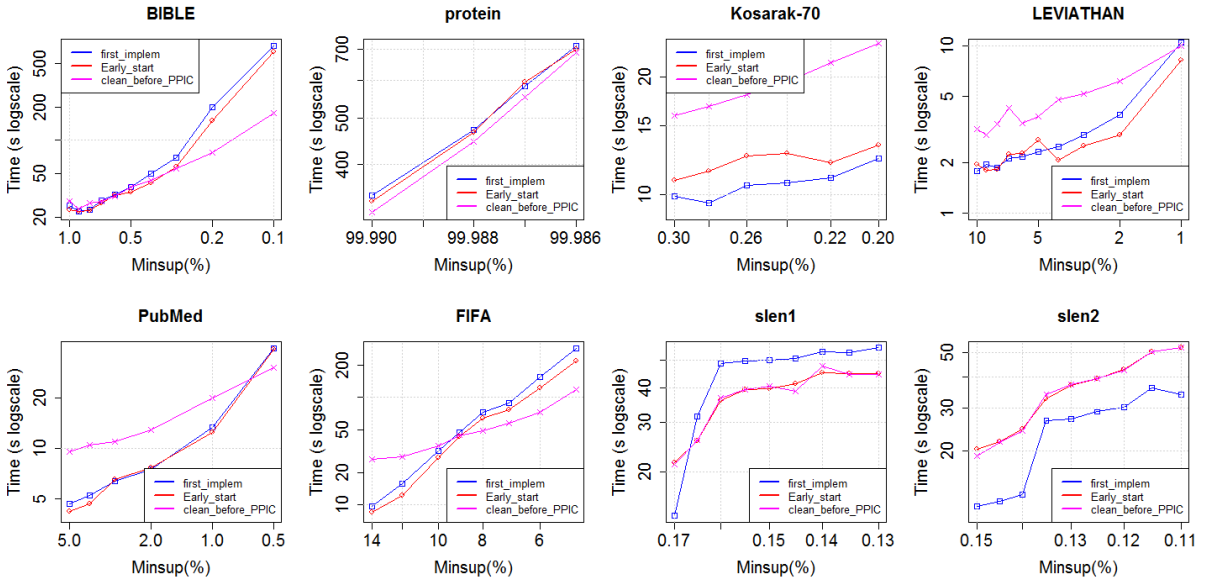 BIBLE
Time (s logscale)
500
200
50
20
first_implem
Early_start
clean_before_PPIC
1.0 0.5 0.2 0.1
Minsup(%)
protein
Time (s logscale)
700
500
400
first_implem
Early_start
clean_before_PPIC
99.990 99.988 99.986
Minsup(%)
Kosarak-70
Time (s logscale)
20
15
10
first_implem
Early_start
clean_before_PPIC
0.30 0.26 0.22 0.20
Minsup(%)
LEVIATHAN
Time (s logscale)
10
5
2
1
first_implem
Early_start
clean_before_PPIC
10 5 2 1
Minsup(%)
PubMed
Time (s logscale)
20
10
5
first_implem
Early_start
clean_before_PPIC
5.0 2.0 1.0 0.5
Minsup(%)
FIFA
Time (s logscale)
200
50
20
10
first_implem
Early_start
clean_before_PPIC
14 10 8 6
Minsup(%)
slen1
Time (s logscale)
40
30
20
first_implem
Early_start
clean_before_PPIC
0.17 0.15 0.14 0.13
Minsup(%)
slen2
Time (s logscale)
50
30
20
first_implem
Early_start
clean_before_PPIC
0.15 0.13 0.12 0.11
Minsup(%)